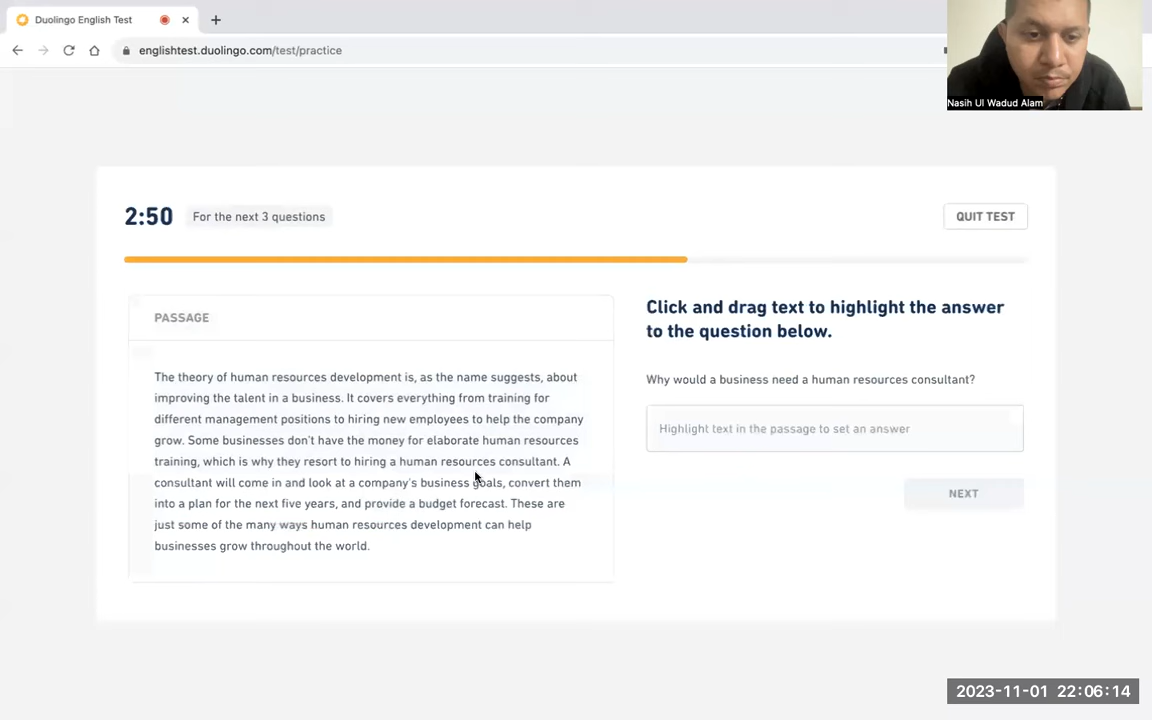 Duolingo English Test
englishtest.duolingo.com/test/practice
Nasih Ul Wadud Alam
2:50
For the next 3 questions
QUIT TEST
PASSAGE
The theory of human resources development is, as the name suggests, about
improving the talent in a business. It covers everything from training for
different management positions to hiring new employees to help the company
grow. Some businesses don't have the money for elaborate human resources
training, which is why they resort to hiring a human resources consultant. A
consultant will come in and look at a company's business goals, convert them
into a plan for the next five years, and provide a budget forecast. These are
just some of the many ways human resources development can help
businesses grow throughout the world.
Click and drag text to highlight the answer
to the question below.
Why would a business need a human resources consultant?
Highlight text in the passage to set an answer
NEXT
2023-11-01 22:06:14